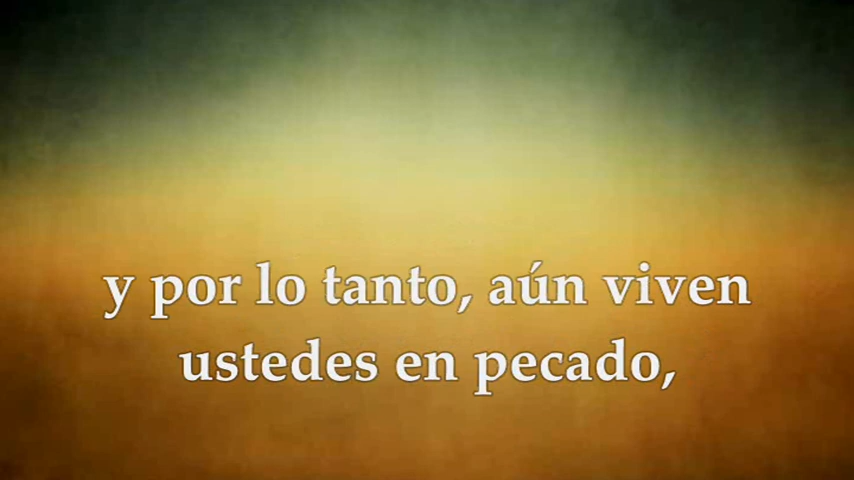 y por lo tanto, aún viven
ustedes en pecado,